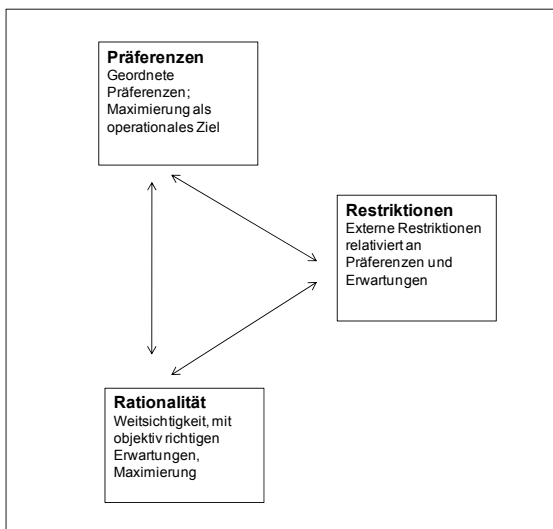 Präferenzen
Geordnete
Präferenzen;
Maximierung als
operationales Ziel
Restriktionen
Externe Restriktionen
relativiert an
Präferenzen und
Erwartungen
Rationalität
Weitsichtigkeit, mit
objektiv richtigen
Erwartungen,
Maximierung